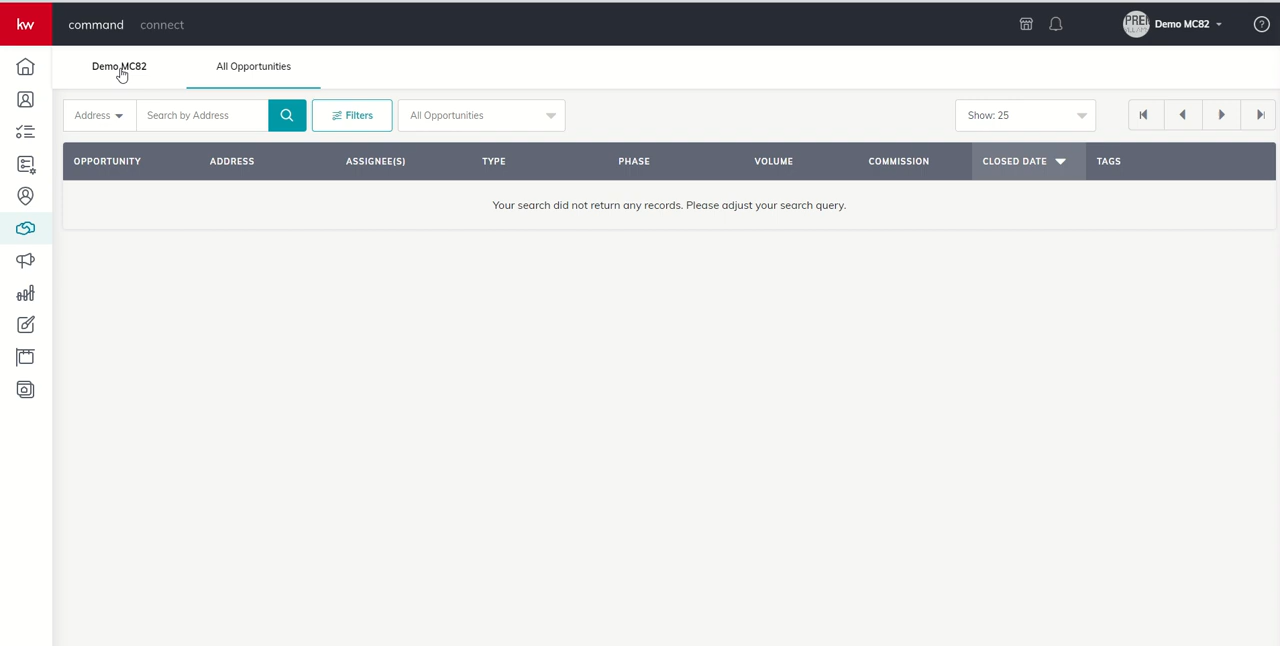 kw command connect Demo MC82
Demo MC82 All Opportunities
Address Search by Address Filters All Opportunities Show: 25
OPPORTUNITY ADDRESS ASSIGNEE(S) TYPE PHASE VOLUME COMMISSION CLOSED DATE TAGS
Your search did not return any records. Please adjust your search query.